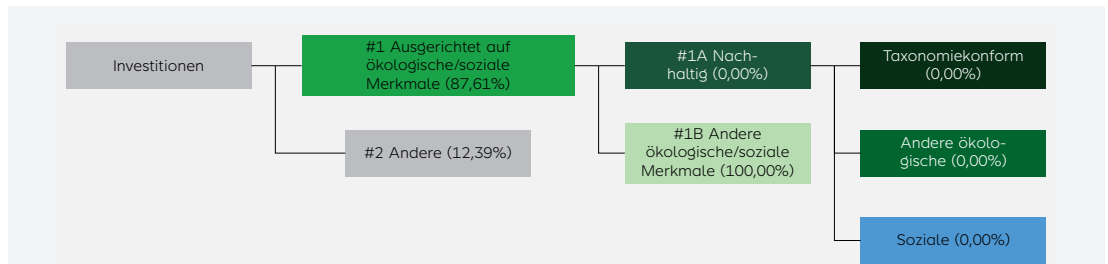 Investitionen
#1 Ausgerichtet auf
ökologische/soziale
Merkmale (87,61%)
#2 Andere (12,39%)
#1A Nach-
haltig (0,00%)
#1B Andere
ökologische/soziale
Merkmale (100,00%)
Taxonomiekonform
(0,00%)
Andere ökolo-
gische (0,00%)
Soziale (0,00%)